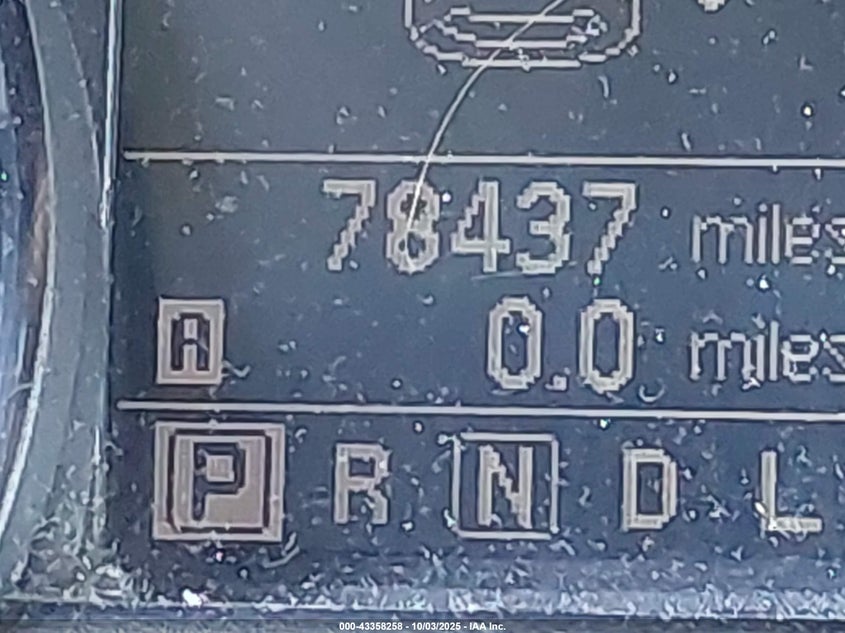 78437 miles
A 0.0 miles
P R N D L
000-43358258 - 10/03/2025 - IAA Inc.